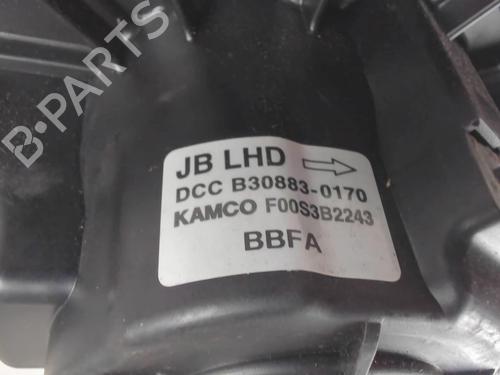 B-PARTS
JB LHD
DCC B30883-0170
KAMCO F00S3B2243
BBFA